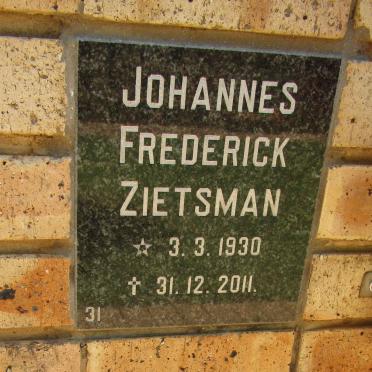 JOHANNES
FREDERICK
ZIETSMAN
☆ 3. 3. 1930
✝ 31. 12. 2011.
31